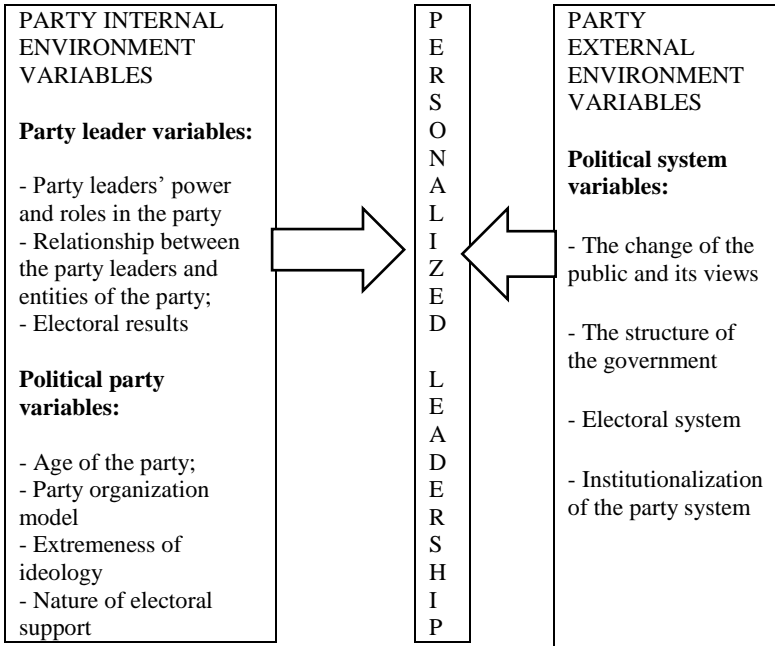 PARTY INTERNAL
ENVIRONMENT
VARIABLES
Party leader variables:
- Party leaders’ power
and roles in the party
- Relationship between
the party leaders and
entities of the party;
- Electoral results
Political party
variables:
- Age of the party;
- Party organization
model
- Extremeness of
ideology
- Nature of electoral
support
P
E
R
S
O
N
A
L
I
Z
E
D
L
E
A
D
E
R
S
H
I
P
PARTY
EXTERNAL
ENVIRONMENT
VARIABLES
Political system
variables:
- The change of the
public and its views
- The structure of
the government
- Electoral system
- Institutionalization
of the party system